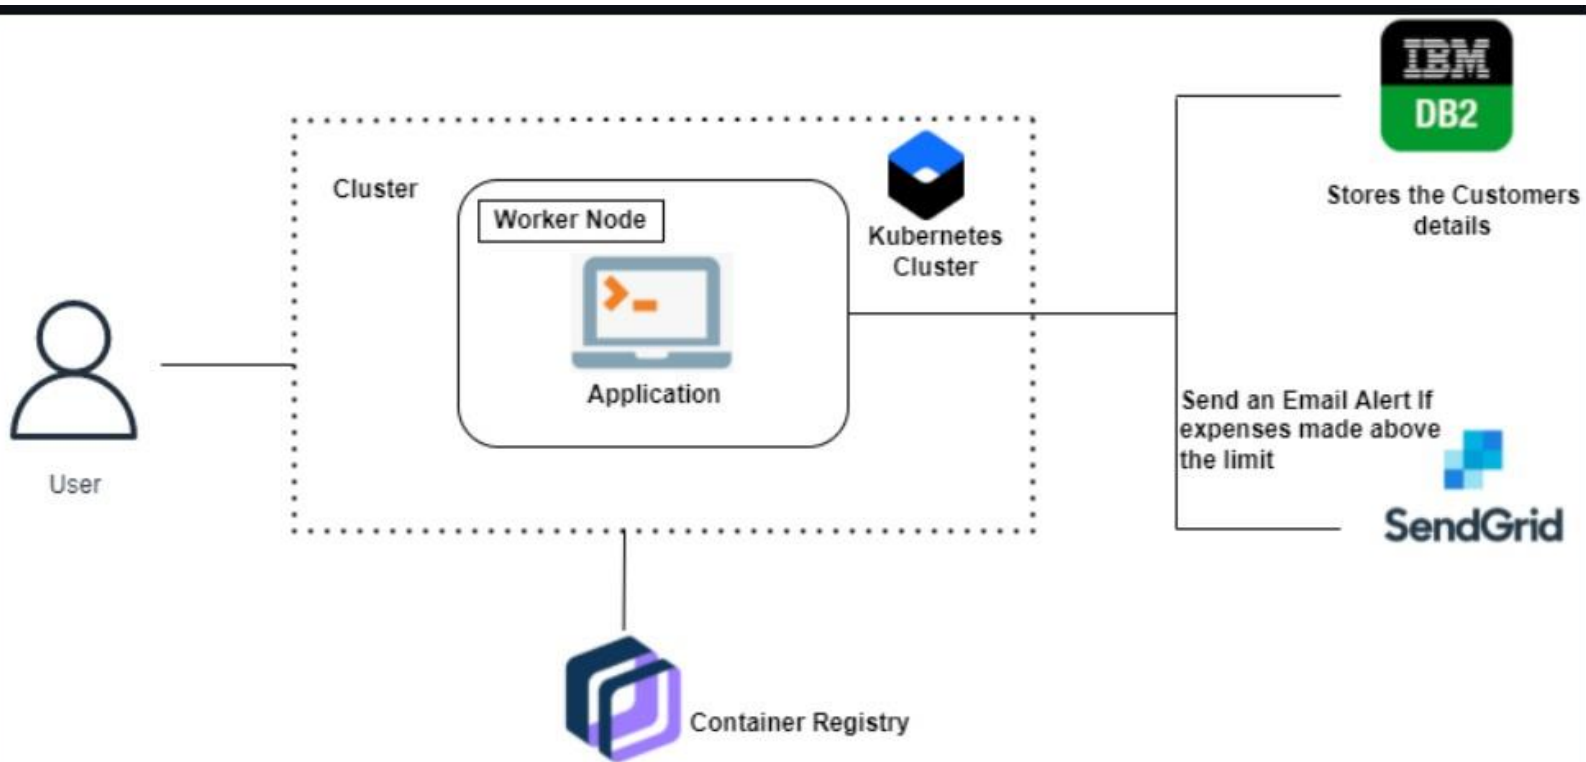 IBM
DB2
Stores the Customers
details
Cluster
Worker Node
Kubernetes
Cluster
Application
User
Send an Email Alert If
expenses made above
the limit
SendGrid
Container Registry